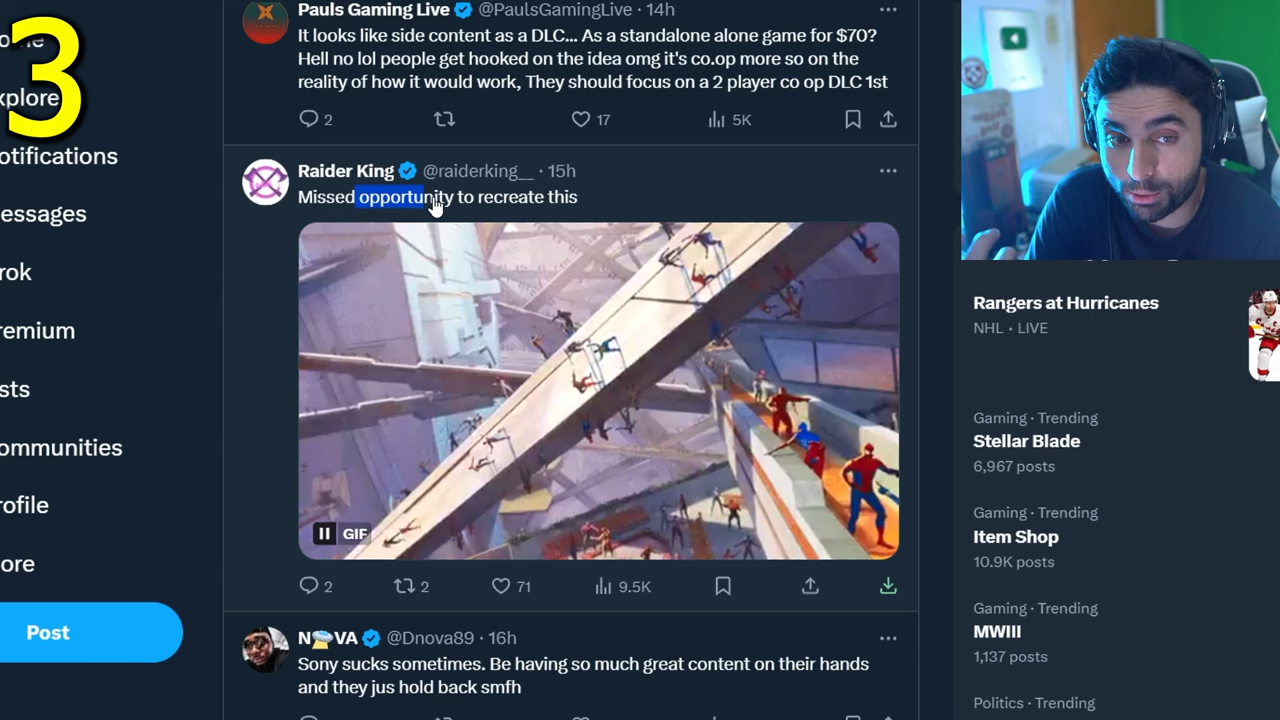 3
ome
xplore
otifications
essages
rok
remium
sts
ommunities
rofile
ore
Post
Pauls Gaming Live @PaulsGamingLive · 14h
It looks like side content as a DLC... As a standalone alone game for $70?
Hell no lol people get hooked on the idea omg it's co.op more so on the
reality of how it would work, They should focus on a 2 player co op DLC 1st
2 17 5K
Raider King @raiderking__ · 15h
Missed opportunity to recreate this
GIF
2 2 71 9.5K
N VA @Dnova89 · 16h
Sony sucks sometimes. Be having so much great content on their hands
and they jus hold back smfh
Rangers at Hurricanes
NHL · LIVE
Gaming · Trending
Stellar Blade
6,967 posts
Gaming · Trending
Item Shop
10.9K posts
Gaming · Trending
MWIII
1,137 posts
Politics · Trending